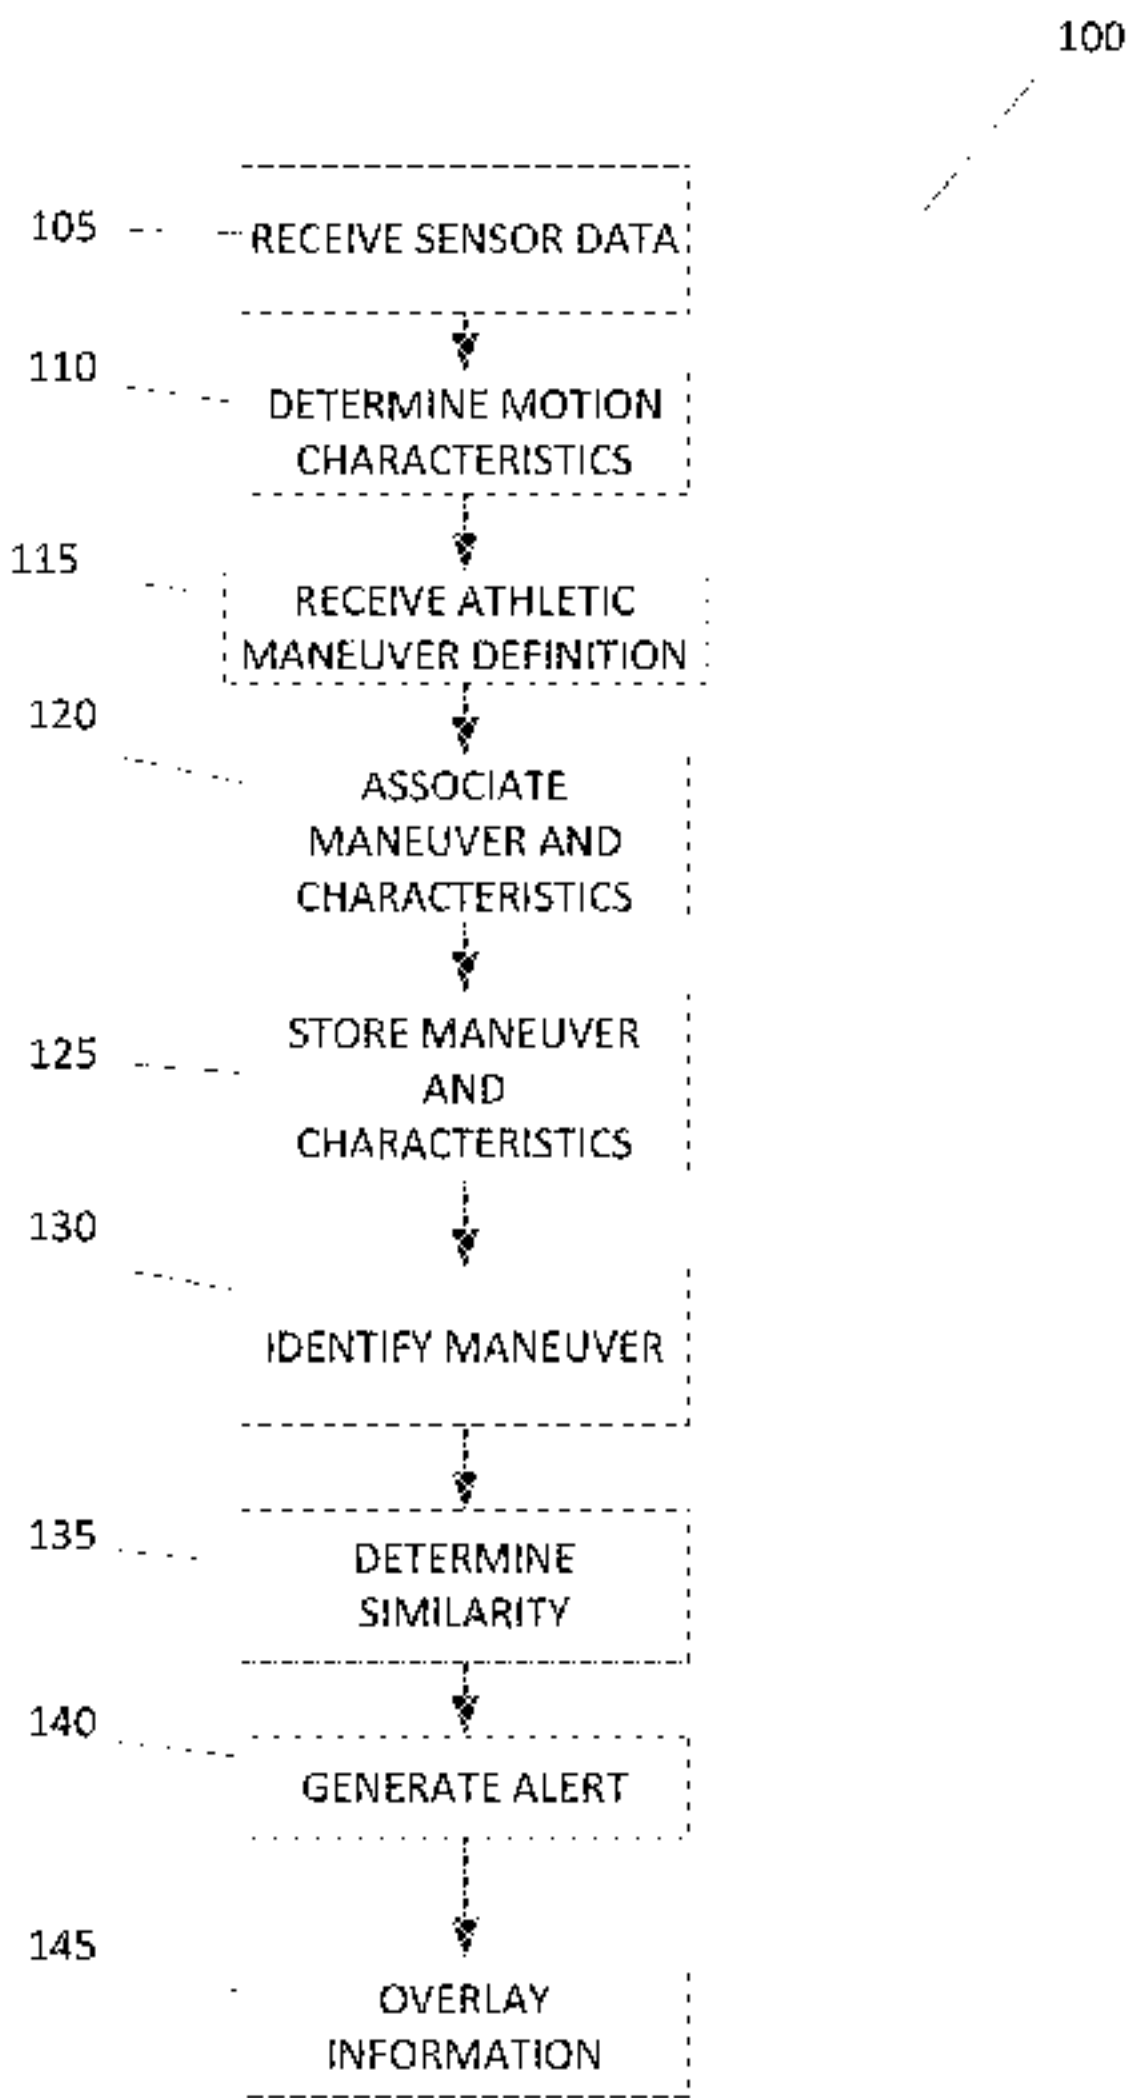 100
105
RECEIVE SENSOR DATA
110
DETERMINE MOTION
CHARACTERISTICS
115
RECEIVE ATHLETIC
MANEUVER DEFINITION
120
ASSOCIATE
MANEUVER AND
CHARACTERISTICS
125
STORE MANEUVER
AND
CHARACTERISTICS
130
IDENTIFY MANEUVER
135
DETERMINE
SIMILARITY
140
GENERATE ALERT
145
OVERLAY
INFORMATION